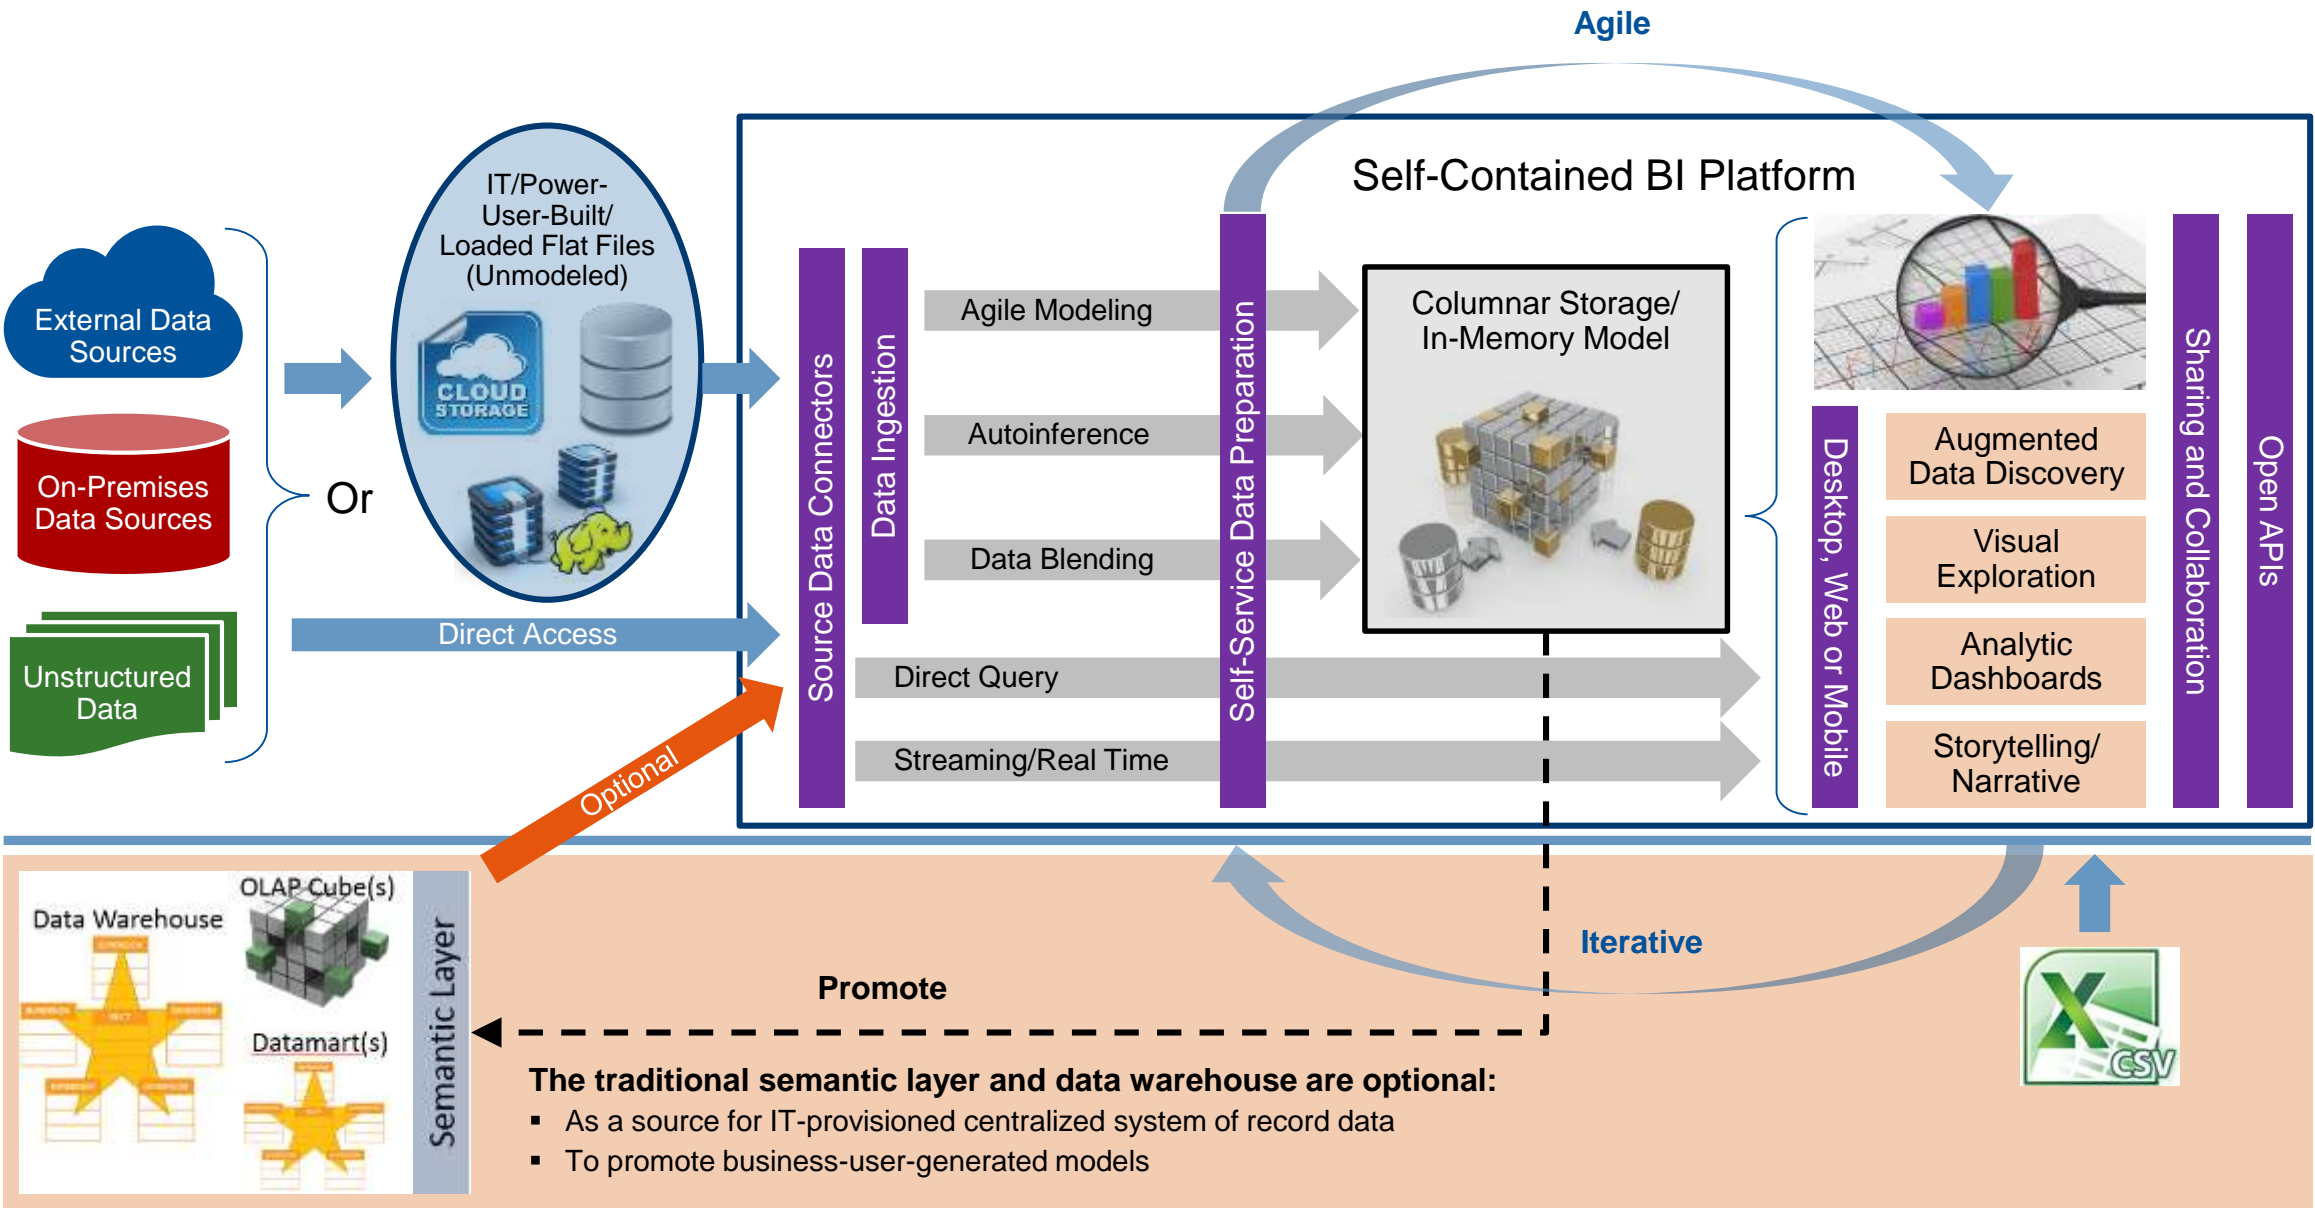 Agile
Self-Contained BI Platform
IT/Power-
User-Built/
Loaded Flat Files
(Unmodeled)
CLOUD
STORAGE
External Data
Sources
On-Premises
Data Sources
Unstructured
Data
Or
Direct Access
Optional
Source Data Connectors
Data Ingestion
Agile Modeling
Autoinference
Data Blending
Direct Query
Streaming/Real Time
Self-Service Data Preparation
Columnar Storage/
In-Memory Model
Desktop, Web or Mobile
Augmented
Data Discovery
Visual
Exploration
Analytic
Dashboards
Storytelling/
Narrative
Sharing and Collaboration
Open APIs
Data Warehouse
OLAP Cube(s)
Datamart(s)
Semantic Layer
Promote
Iterative
The traditional semantic layer and data warehouse are optional:
▪ As a source for IT-provisioned centralized system of record data
▪ To promote business-user-generated models
X
CSV